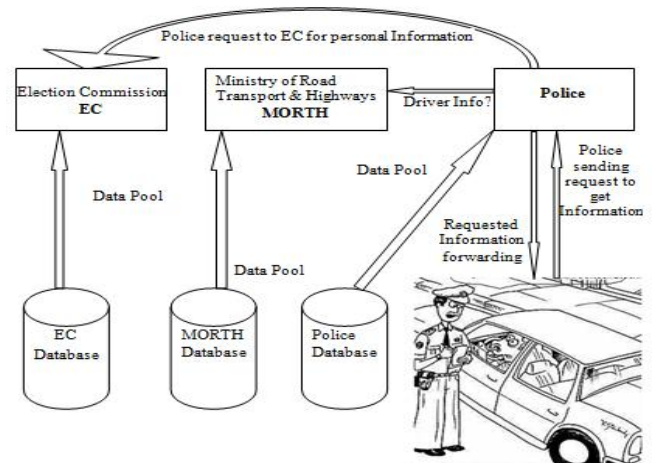 Police request to EC for personal Information
Election Commission
EC
Ministry of Road
Transport & Highways
MORTH
Driver Info?
Police
Data Pool
Data Pool
Data Pool
Police
sending
request to
get
Information
Requested
Information
forwarding
EC
Database
MORTH
Database
Police
Database